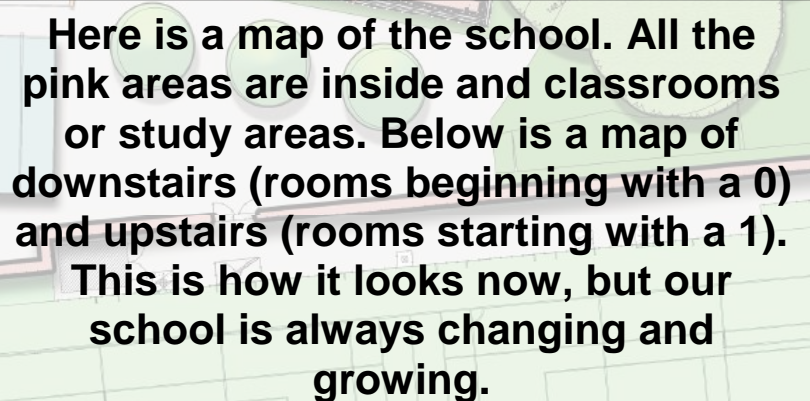 Here is a map of the school. All the
pink areas are inside and classrooms
or study areas. Below is a map of
downstairs (rooms beginning with a 0)
and upstairs (rooms starting with a 1).
This is how it looks now, but our
school is always changing and
growing.